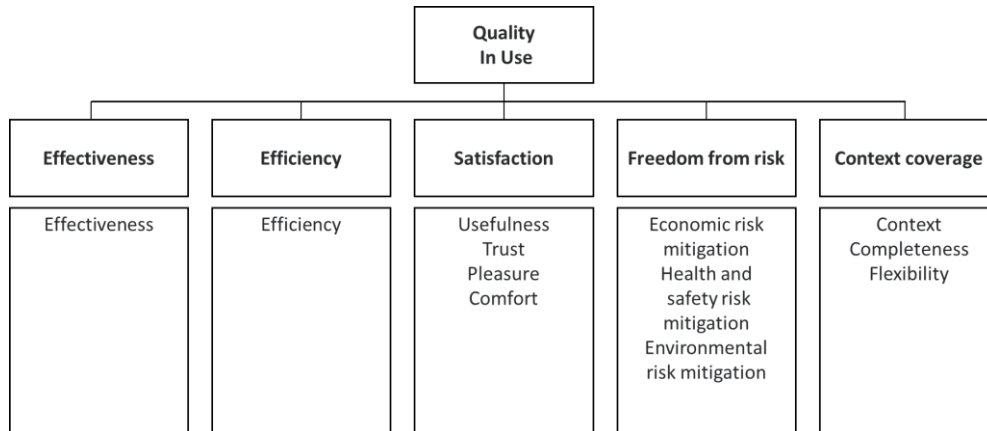 Quality
In Use
Effectiveness
Efficiency
Satisfaction
Freedom from risk
Context coverage
Effectiveness
Efficiency
Usefulness
Trust
Pleasure
Comfort
Economic risk
mitigation
Health and
safety risk
mitigation
Environmental
risk mitigation
Context
Completeness
Flexibility